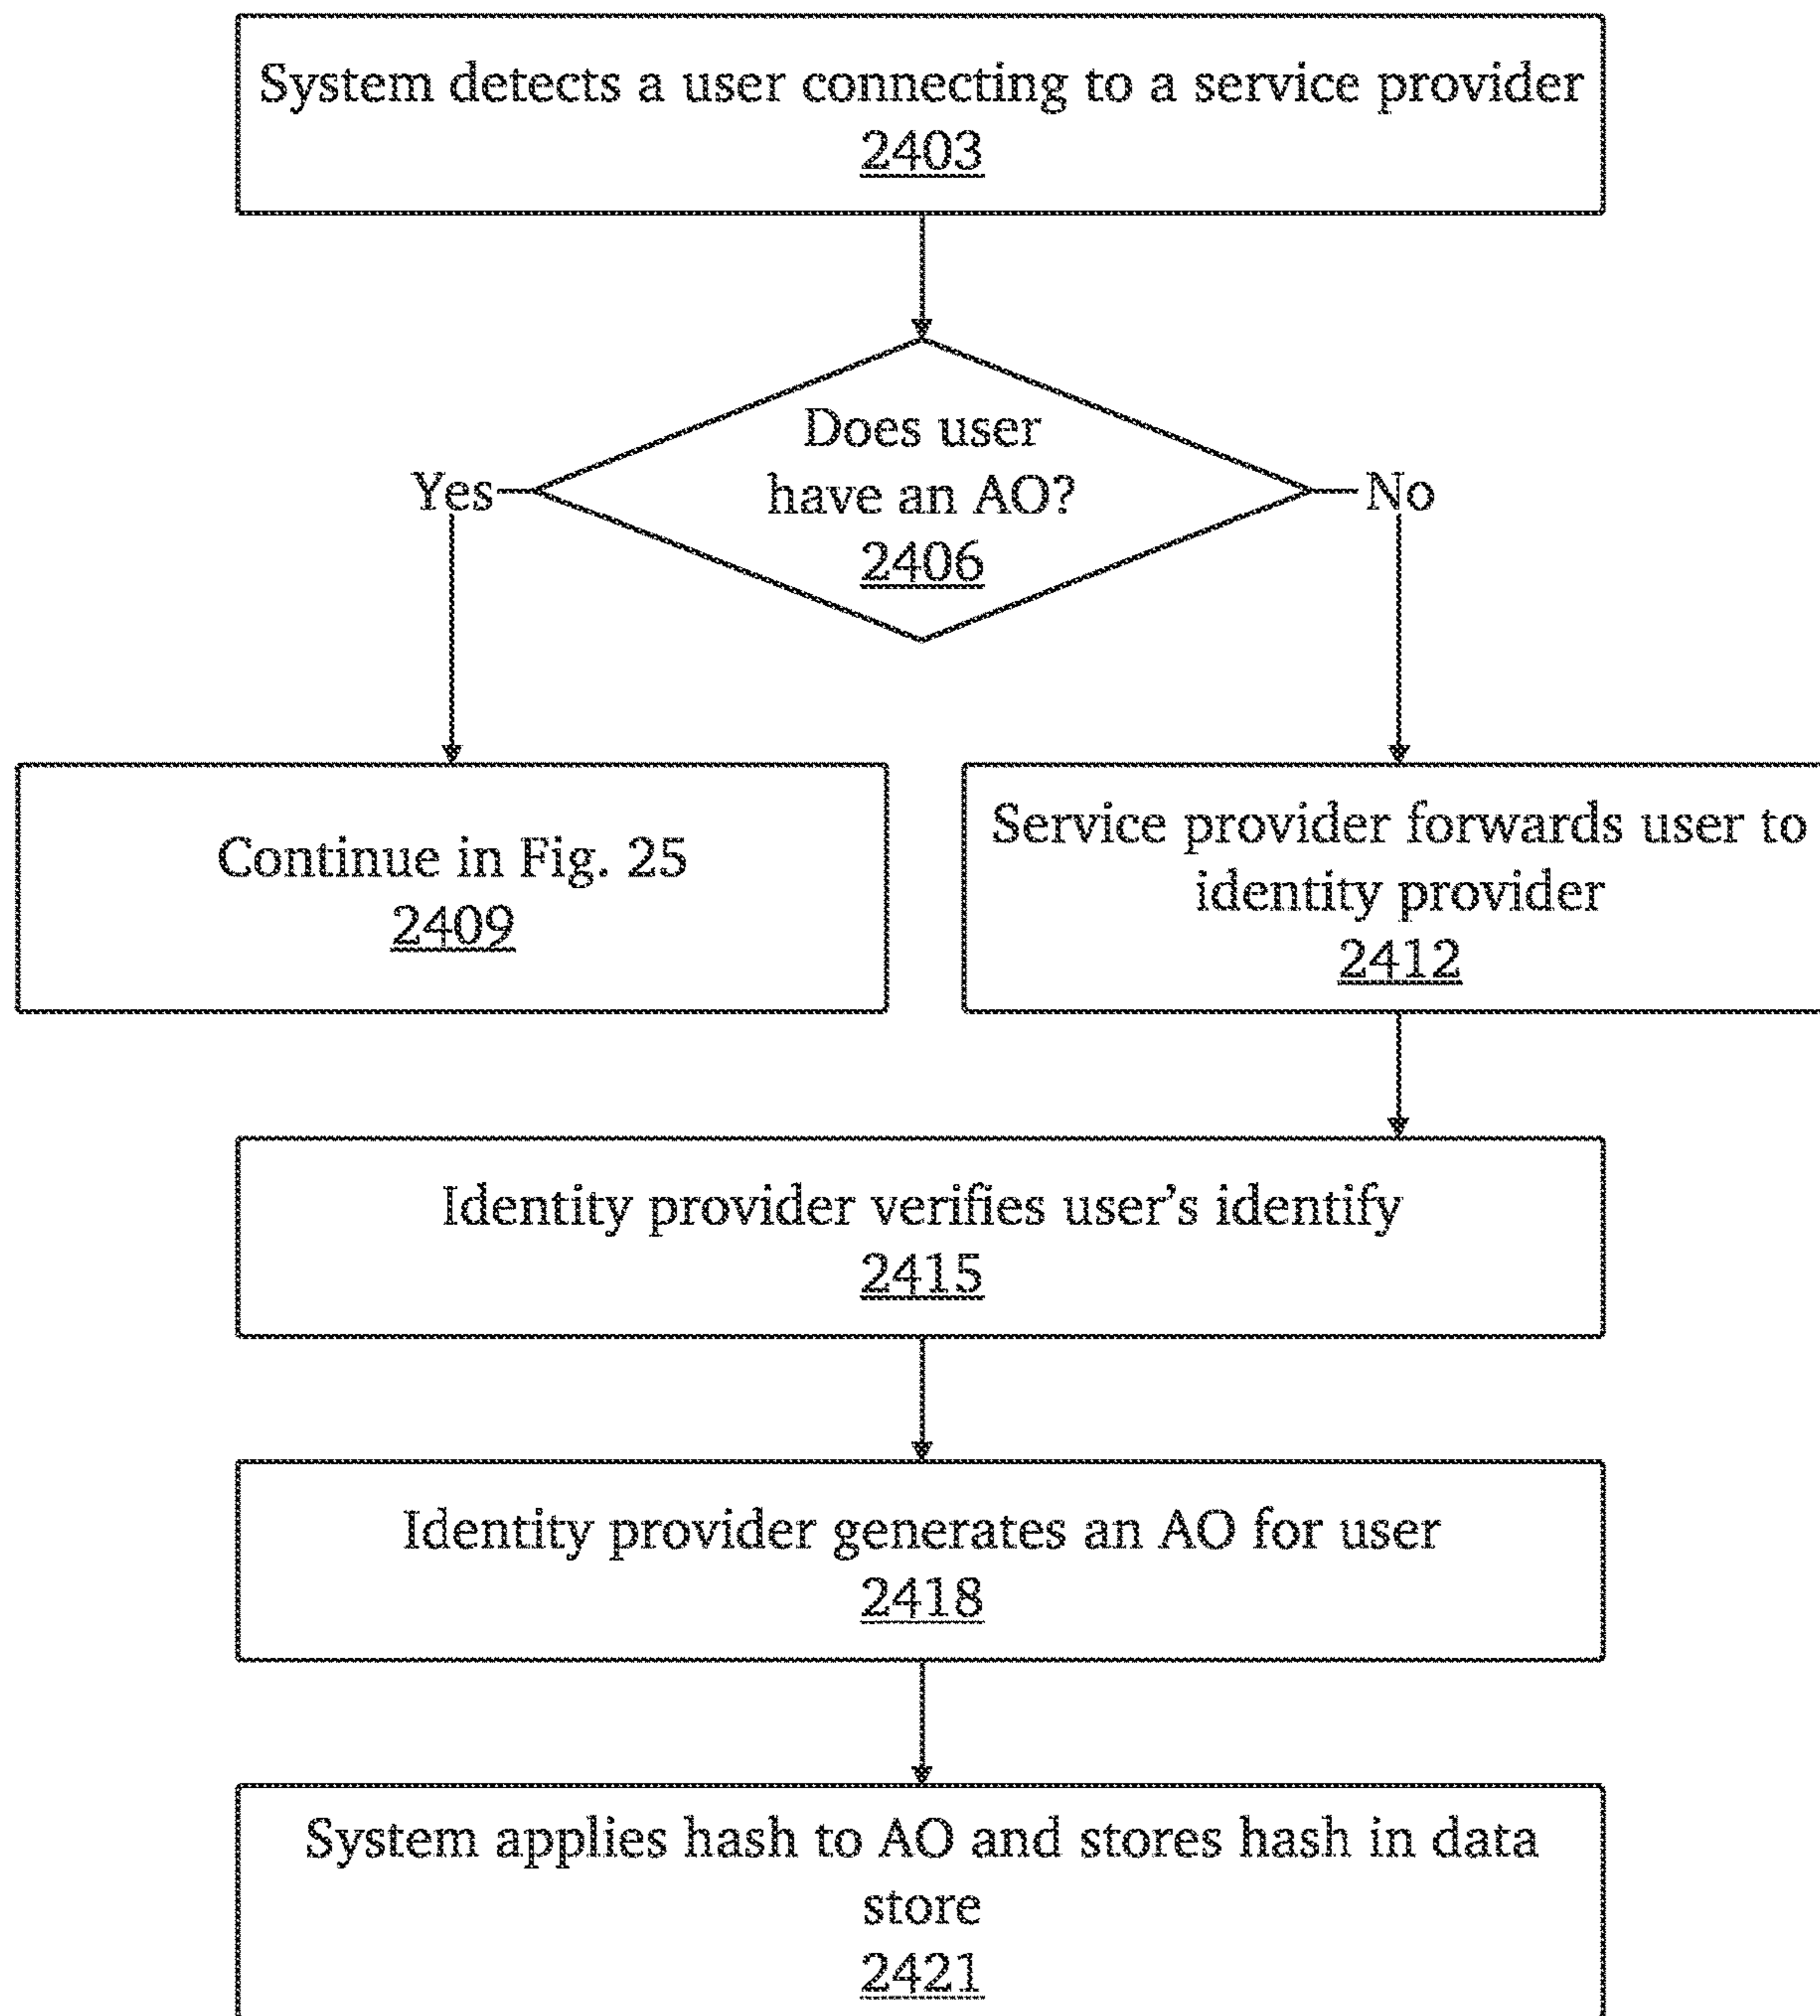 System detects a user connecting to a service provider
2403
Does user
have an AO?
2406
Yes
No
Continue in Fig. 25
2409
Service provider forwards user to
identity provider
2412
Identity provider verifies user's identify
2415
Identity provider generates an AO for user
2418
System applies hash to AO and stores hash in data
store
2421